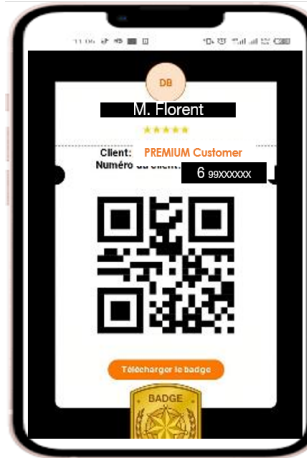 11:06
DB
M. Florent
★★★★★
Client: PREMIUM Customer
Numéro du client:
6 99xxxxxx
Télécharger le badge
BADGE